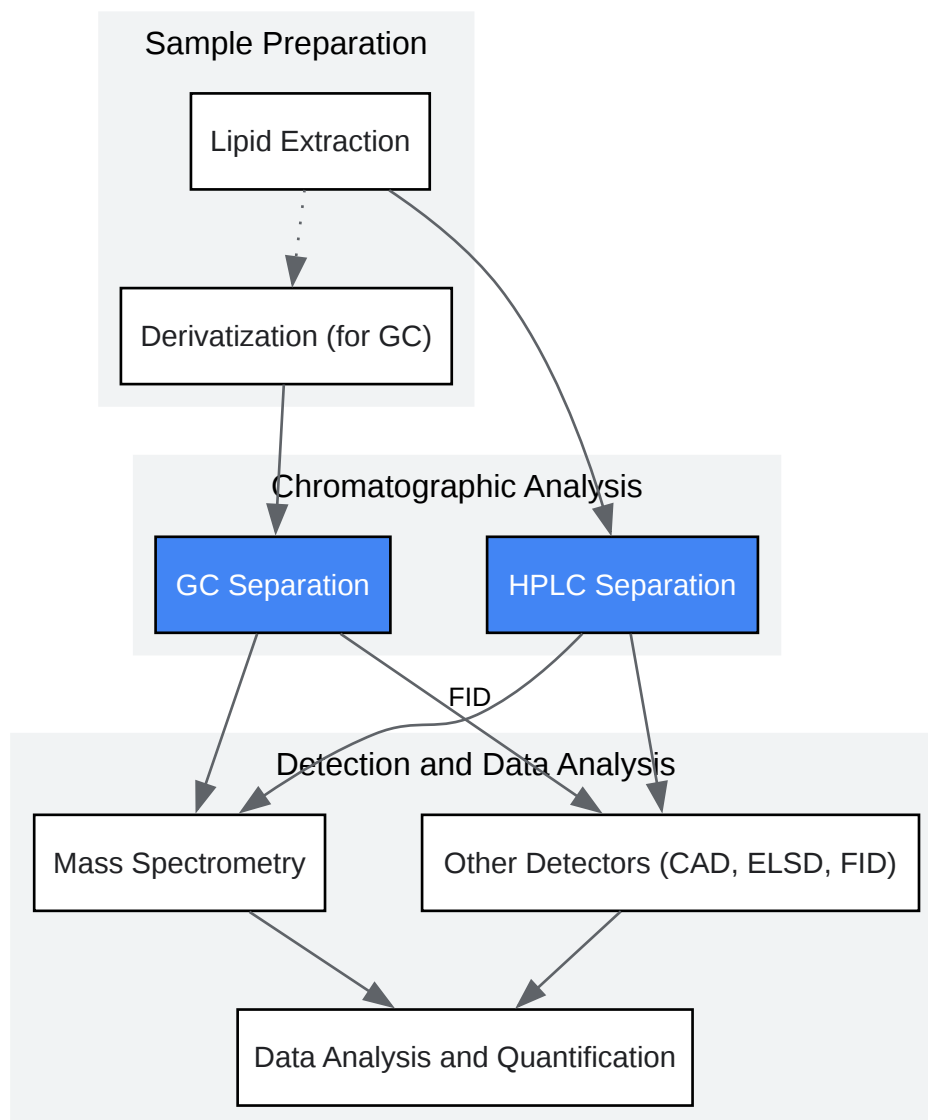 Sample Preparation
Lipid Extraction
Derivatization (for GC)
Chromatographic Analysis
GC Separation
HPLC Separation
FID
Detection and Data Analysis
Mass Spectrometry
Other Detectors (CAD, ELSD, FID)
Data Analysis and Quantification